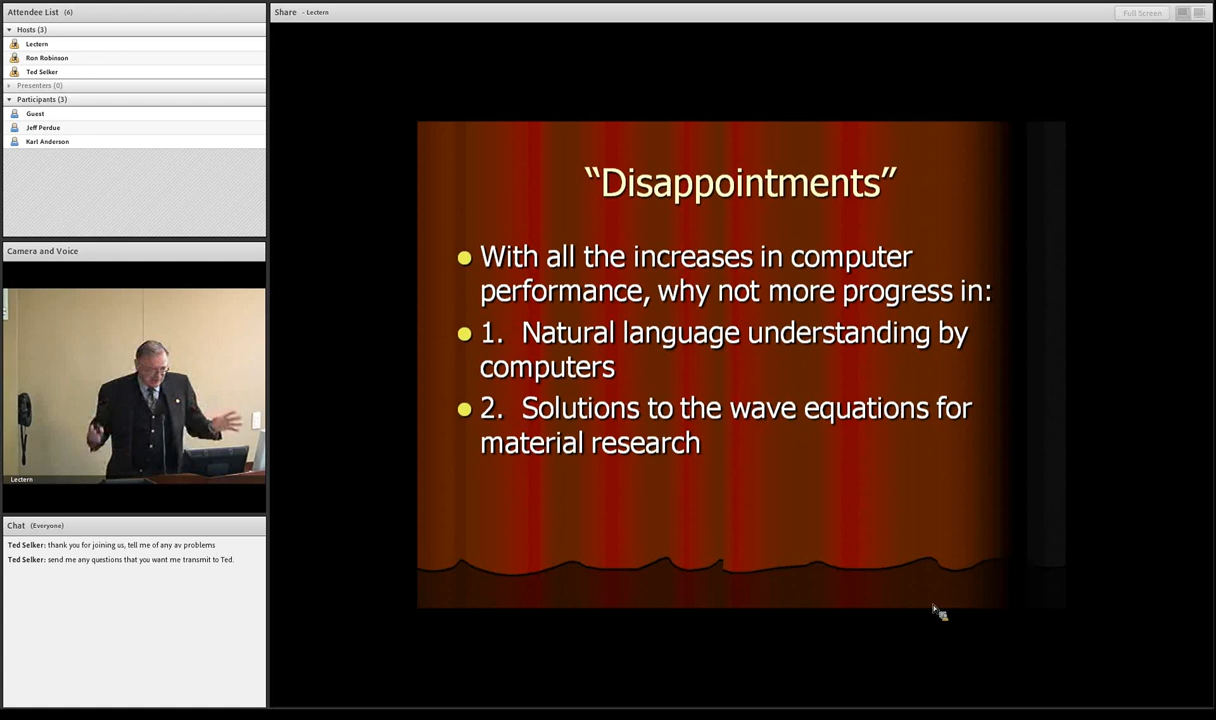 Attendee List (6)
Hosts (3)
Lectern
Ron Robinson
Ted Selker
Presenters (0)
Participants (3)
Guest
Jeff Perdue
Karl Anderson
Camera and Voice
Lectern
Chat (Everyone)
Ted Selker: thank you for joining us, tell me of any av problems
Ted Selker: send me any questions that you want me transmit to Ted.
Share - Lectern
Full Screen
“Disappointments”
With all the increases in computer
performance, why not more progress in:
1. Natural language understanding by
computers
2. Solutions to the wave equations for
material research